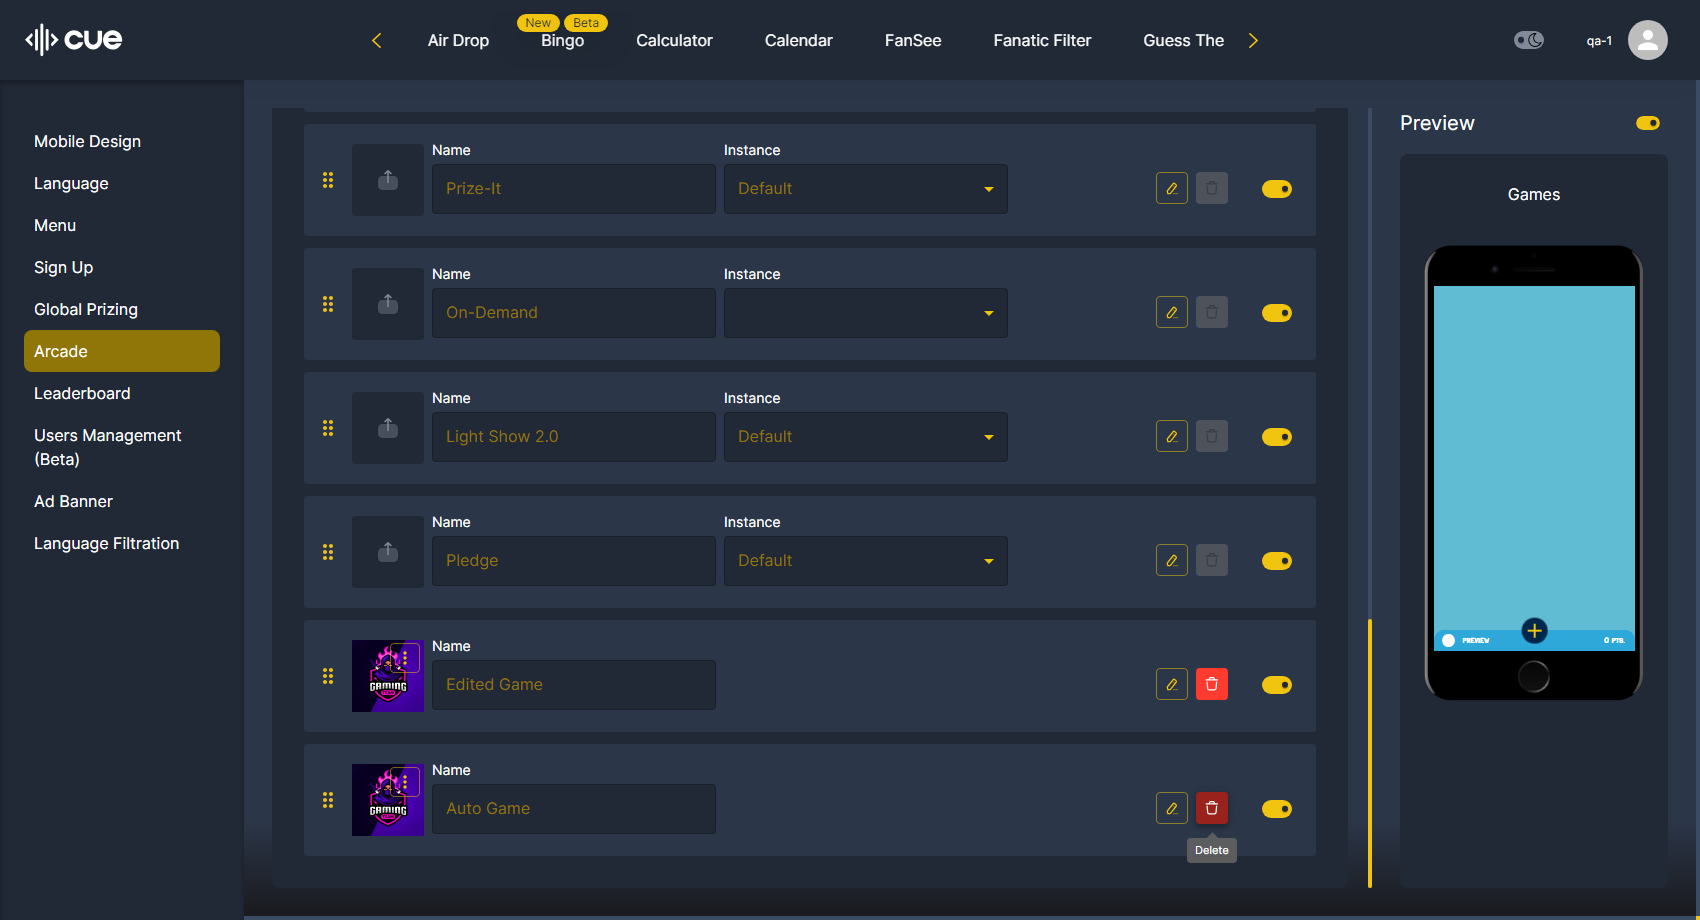 cue
Air Drop
New
Beta
Bingo
Calculator
Calendar
FanSee
Fanatic Filter
Guess The
qa-1
Mobile Design
Language
Menu
Sign Up
Global Prizing
Arcade
Leaderboard
Users Management
(Beta)
Ad Banner
Language Filtration
Name
Instance
Prize-It
Default
Name
Instance
On-Demand
Name
Instance
Light Show 2.0
Default
Name
Instance
Pledge
Default
GAMING
Name
Edited Game
GAMING
Name
Auto Game
Delete
Preview
Games
PREVIEW
0 PTS.